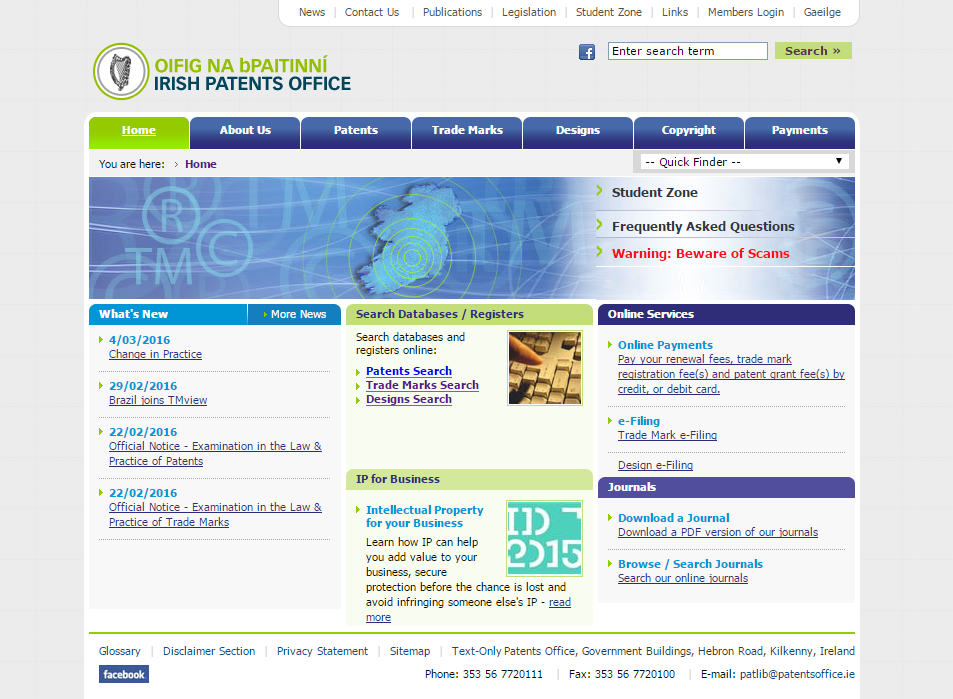 News | Contact Us | Publications | Legislation | Student Zone | Links | Members Login | Gaeilge
OIFIG NA bPAITINNÍ
IRISH PATENTS OFFICE
Enter search term
Search »
Home
About Us
Patents
Trade Marks
Designs
Copyright
Payments
You are here: › Home
-- Quick Finder --
® TM ©
Student Zone
Frequently Asked Questions
Warning: Beware of Scams
What's New
More News
4/03/2016
Change in Practice
29/02/2016
Brazil joins TMview
22/02/2016
Official Notice - Examination in the Law &
Practice of Patents
22/02/2016
Official Notice - Examination in the Law &
Practice of Trade Marks
Search Databases / Registers
Search databases and
registers online:
Patents Search
Trade Marks Search
Designs Search
IP for Business
Intellectual Property
for your Business
Learn how IP can help
you add value to your
business, secure
protection before the chance is lost and
avoid infringing someone else's IP - read
more
ID
2015
Online Services
Online Payments
Pay your renewal fees, trade mark
registration fee(s) and patent grant fee(s) by
credit, or debit card.
e-Filing
Trade Mark e-Filing
Design e-Filing
Journals
Download a Journal
Download a PDF version of our journals
Browse / Search Journals
Search our online journals
Glossary | Disclaimer Section | Privacy Statement | Sitemap | Text-Only Patents Office, Government Buildings, Hebron Road, Kilkenny, Ireland
facebook
Phone: 353 56 7720111 | Fax: 353 56 7720100 | E-mail: patlib@patentsoffice.ie